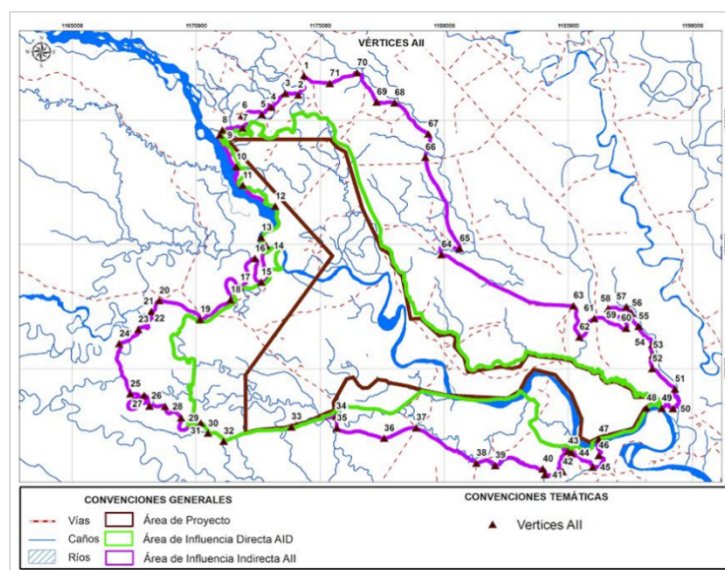 1165000 1170000 1175000 1180000 1185000 1190000
VÉRTICES AII
1 71 70
3 2 69 68
6 5 4
8 7 67
9 66
10
11
12
13
16 14 64 65
17 15
18
21 20 19 63 58 57 56
24 23 22 61 59 60 55
62 54 53
52
25 26 51
28 34 48 49 50
29 30 33 35 37 47
31 32 36 43 44 46
38 39 40 42 45
41
CONVENCIONES GENERALES
Vías Área de Proyecto
Caños Área de Influencia Directa AID
Ríos Área de Influencia Indirecta AII
CONVENCIONES TEMÁTICAS
Vertices AII